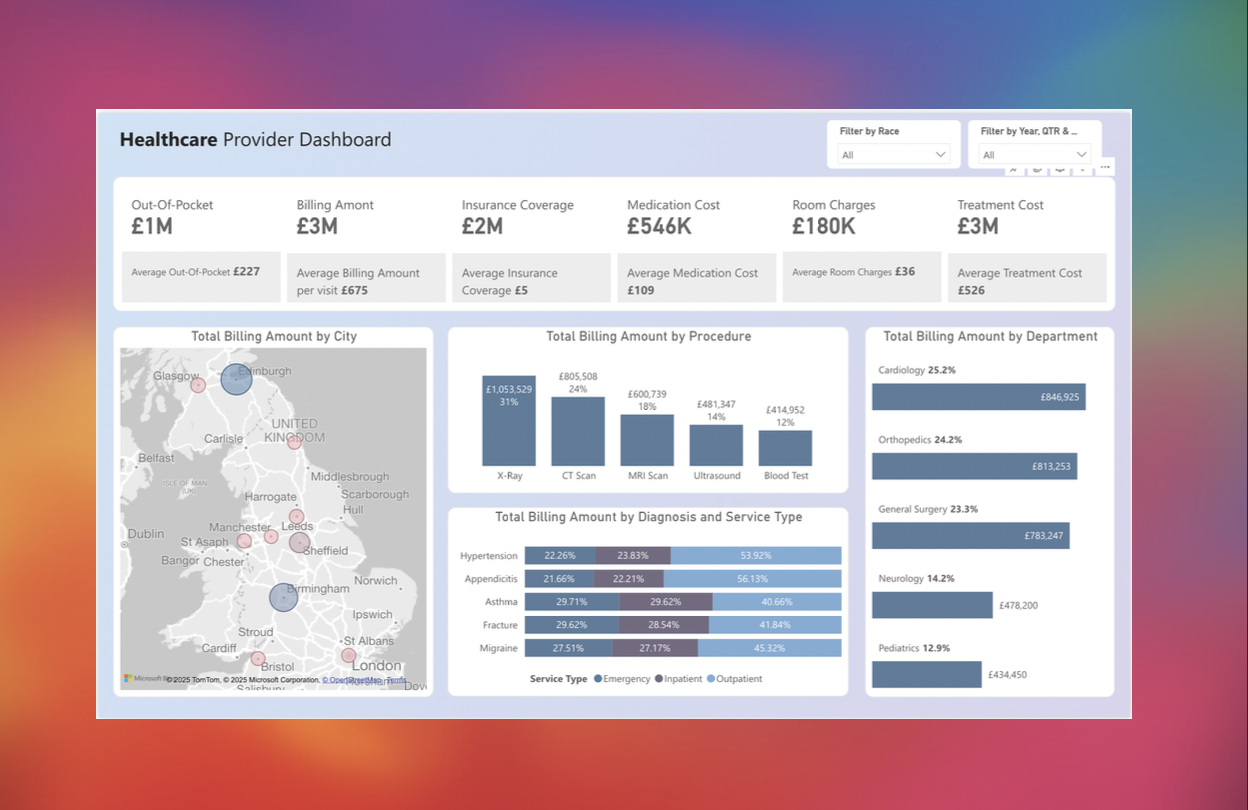 Healthcare Provider Dashboard
Filter by Race
All
Filter by Year, QTR & ...
All
Out-Of-Pocket
£1M
Average Out-Of-Pocket £227
Billing Amont
£3M
Average Billing Amount
per visit £675
Insurance Coverage
£2M
Average Insurance
Coverage £5
Medication Cost
£546K
Average Medication Cost
£109
Room Charges
£180K
Average Room Charges £36
Treatment Cost
£3M
Average Treatment Cost
£526
Total Billing Amount by City
Glasgow
Edinburgh
UNITED
KINGDOM
Carlisle
Belfast
ISLE OF MAN
(UK)
Middlesbrough
Scarborough
Harrogate
Hull
Dublin
Manchester
Leeds
St Asaph
Sheffield
Bangor
Chester
Norwich
Birmingham
Ipswich
Stroud
St Albans
Cardiff
London
Bristol
Microsoft
© 2025 TomTom, © 2025 Microsoft Corporation, © OpenStreetMap Terms
Salisbury
Dov
Total Billing Amount by Procedure
£1,053,529
31%
£805,508
24%
£600,739
18%
£481,347
14%
£414,952
12%
X-Ray
CT Scan
MRI Scan
Ultrasound
Blood Test
Total Billing Amount by Diagnosis and Service Type
Hypertension 22.26% 23.83% 53.92%
Appendicitis 21.66% 22.21% 56.13%
Asthma 29.71% 29.62% 40.66%
Fracture 29.62% 28.54% 41.84%
Migraine 27.51% 27.17% 45.32%
Service Type Emergency Inpatient Outpatient
Total Billing Amount by Department
Cardiology 25.2%
£846,925
Orthopedics 24.2%
£813,253
General Surgery 23.3%
£783,247
Neurology 14.2%
£478,200
Pediatrics 12.9%
£434,450